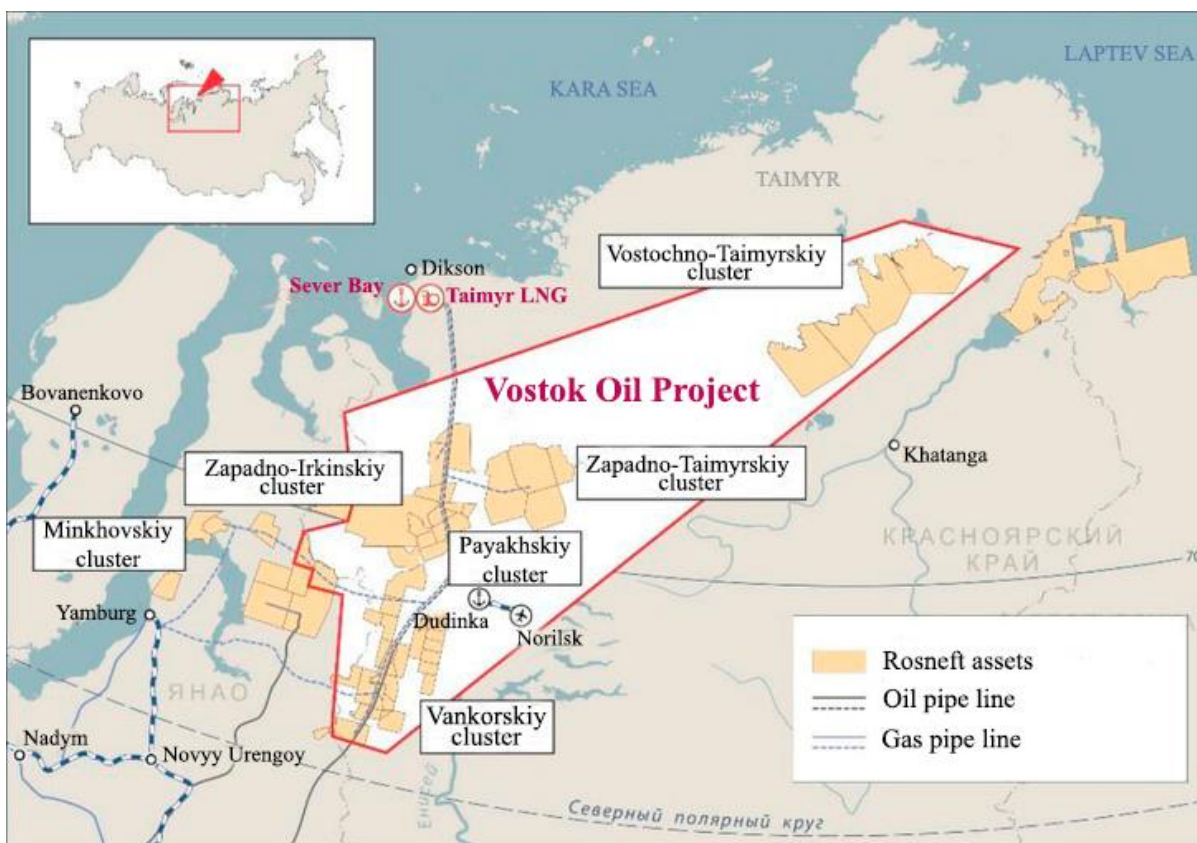 KARA SEA
LAPTEV SEA
TAIMYR
Vostochno-Taimyrskiy
cluster
Dikson
Sever Bay
Taimyr LNG
Vostok Oil Project
Bovanenkovo
Zapadno-Irkinskiy
cluster
Zapadno-Taimyrskiy
cluster
Khatanga
Minkhovskiy
cluster
Payakhskiy
cluster
КРАСНОЯРСКИЙ
КРАЙ
70
Yamburg
Dudinka
Norilsk
ЯНАО
Vankorskiy
cluster
Nadym
Novyy Urengoy
Енисей
Rosneft assets
Oil pipe line
Gas pipe line
Северный полярный круг